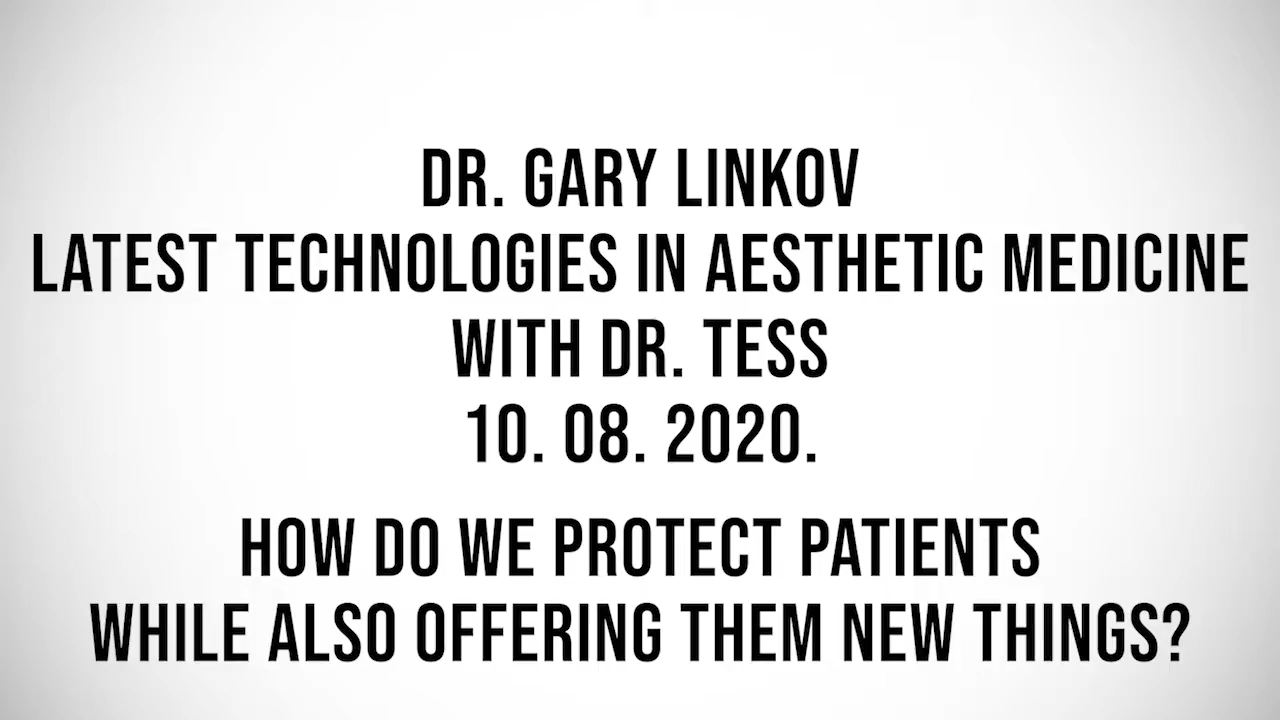 DR. GARY LINKOV
LATEST TECHNOLOGIES IN AESTHETIC MEDICINE
WITH DR. TESS
10. 08. 2020.
HOW DO WE PROTECT PATIENTS
WHILE ALSO OFFERING THEM NEW THINGS?